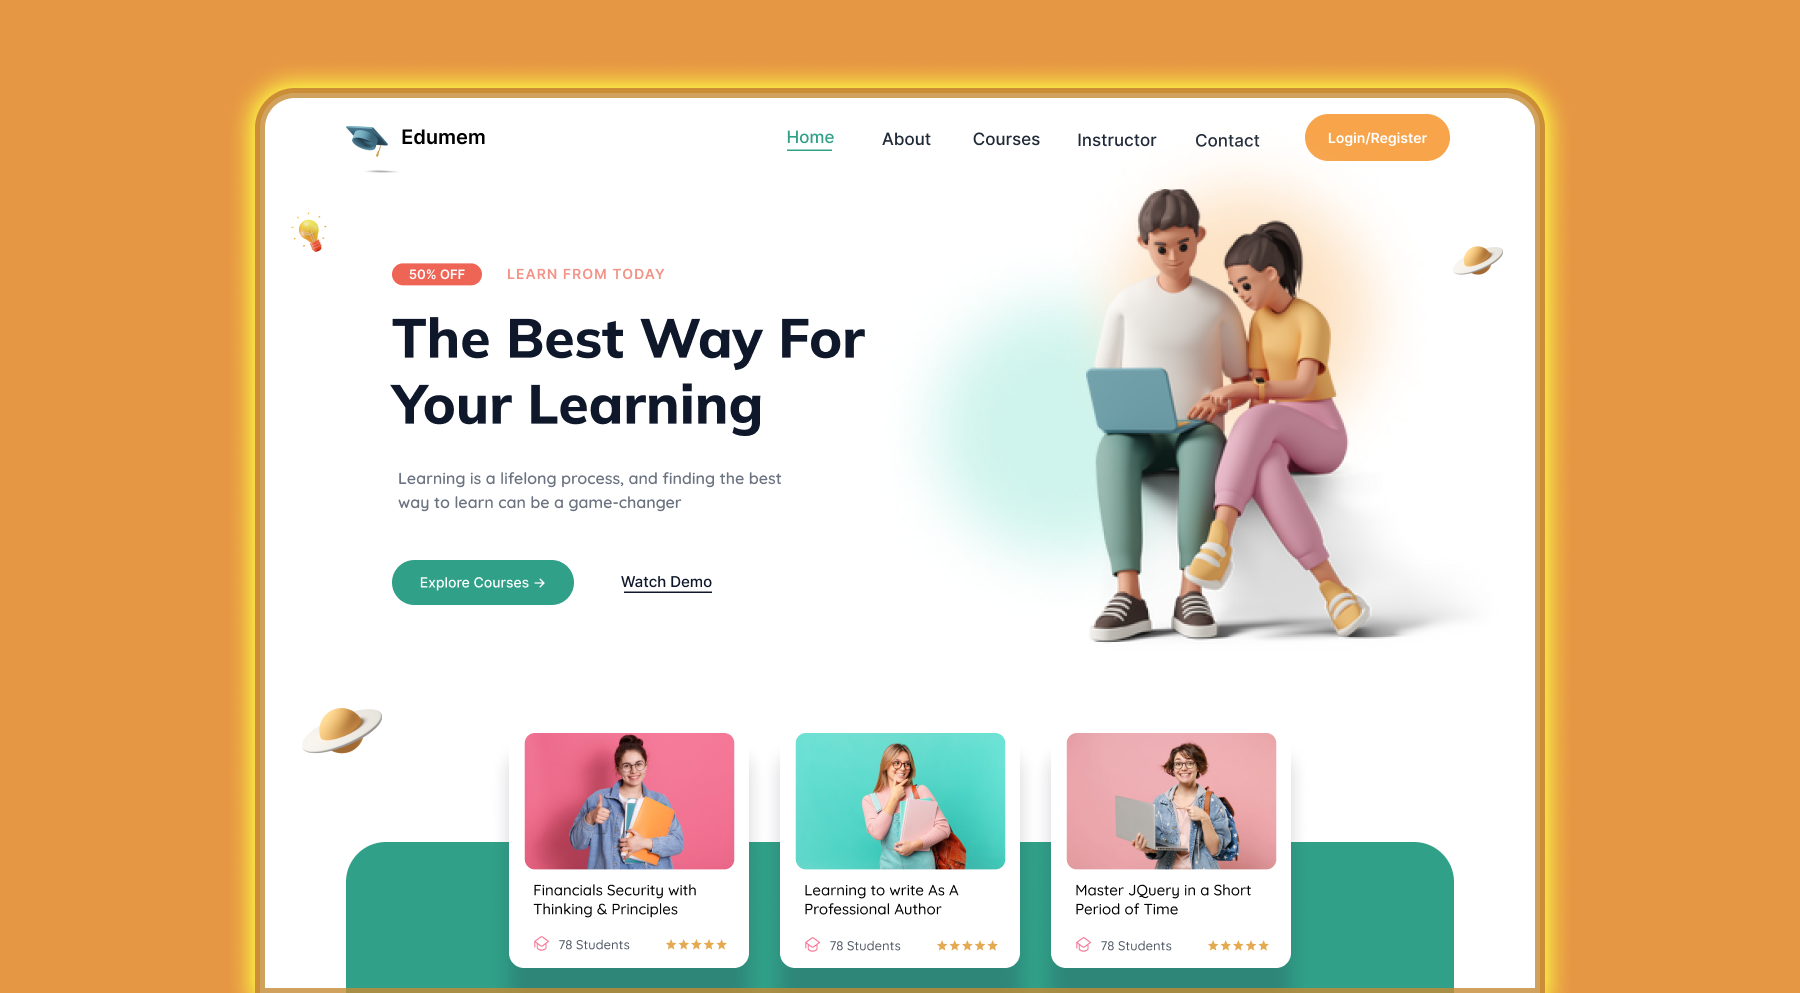 Edumem
Home About Courses Instructor Contact Login/Register
50% OFF LEARN FROM TODAY
The Best Way For
Your Learning
Learning is a lifelong process, and finding the best
way to learn can be a game-changer
Explore Courses → Watch Demo
Financials Security with
Thinking & Principles
78 Students
Learning to write As A
Professional Author
78 Students
Master JQuery in a Short
Period of Time
78 Students